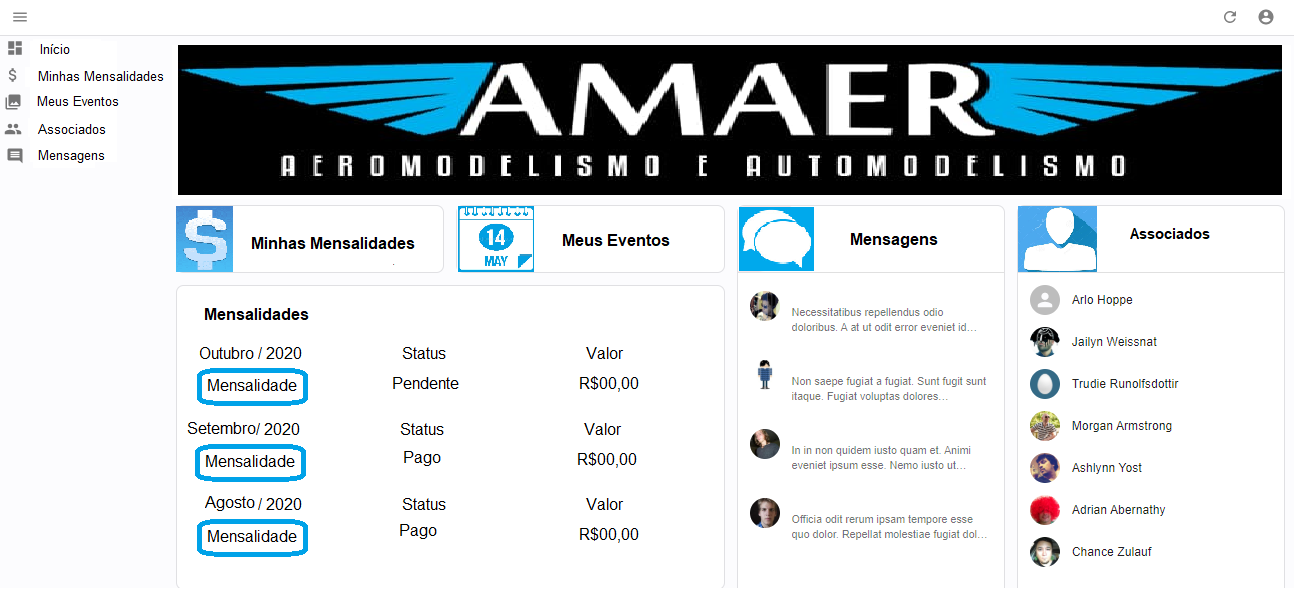 Início
Minhas Mensalidades
Meus Eventos
Associados
Mensagens
AMAER
AEROMODELISMO E AUTOMODELISMO
Minhas Mensalidades
14
MAY
Meus Eventos
Mensagens
Associados
Mensalidades
Outubro / 2020 Status Valor
Mensalidade Pendente R$00,00
Setembro/ 2020 Status Valor
Mensalidade Pago R$00,00
Agosto / 2020 Status Valor
Mensalidade Pago R$00,00
Necessitatibus repellendus odio
doloribus. A at ut odit error eveniet id…
Non saepe fugiat a fugiat. Sunt fugit sunt
itaque. Fugiat voluptas dolores…
In in non quidem iusto quam et. Animi
eveniet ipsum esse. Nemo iusto ut…
Officia odit rerum ipsam tempore esse
quo dolor. Repellat molestiae fugiat dol…
Arlo Hoppe
Jailyn Weissnat
Trudie Runolfsdottir
Morgan Armstrong
Ashlynn Yost
Adrian Abernathy
Chance Zulauf